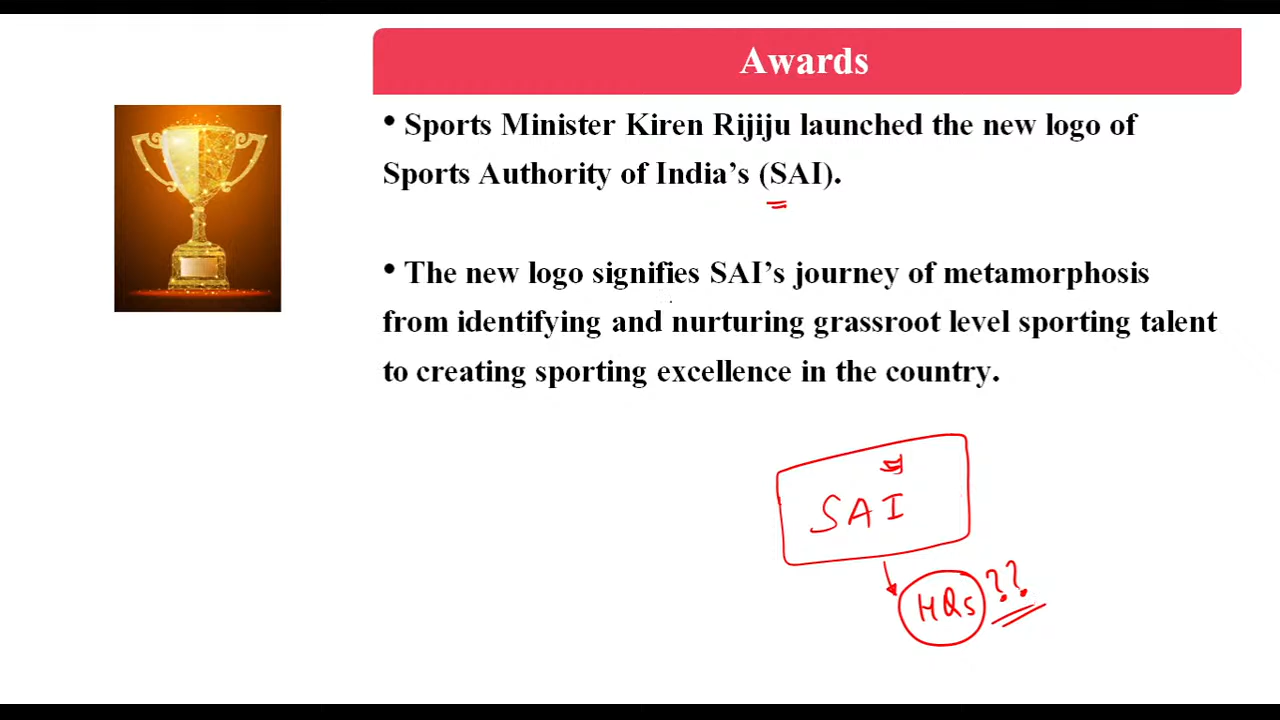 Awards
• Sports Minister Kiren Rijiju launched the new logo of
Sports Authority of India’s (SAI).
• The new logo signifies SAI’s journey of metamorphosis
from identifying and nurturing grassroot level sporting talent
to creating sporting excellence in the country.
SAI
HQs ??